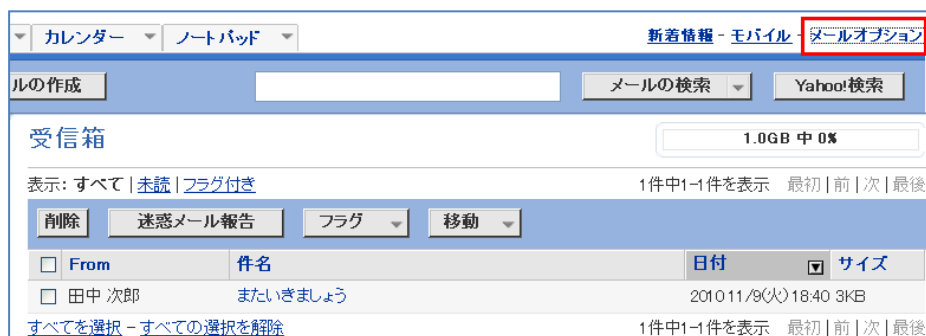 カレンダー ノートパッド 新着情報 - モバイル - メールオプション
ルの作成 メールの検索 Yahoo!検索
受信箱 1.0GB 中 0%
表示: すべて | 未読 | フラグ付き 1件中1-1件を表示 最初 | 前 | 次 | 最後
削除 迷惑メール報告 フラグ 移動
From 件名 日付 サイズ
田中 次郎 またいきましょう 2010 11/9(火) 18:40 3KB
すべてを選択 - すべての選択を解除 1件中1-1件を表示 最初 | 前 | 次 | 最後